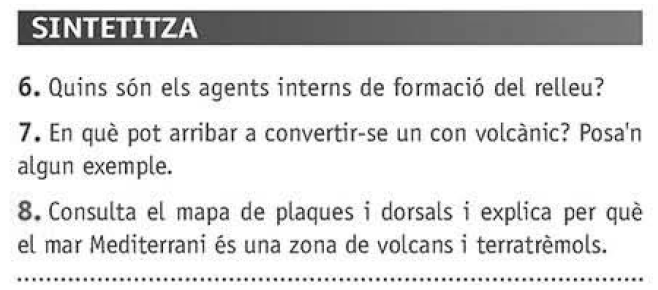 SINTETITZA
6. Quins són els agents interns de formació del relleu?
7. En què pot arribar a convertir-se un con volcànic? Posa'n
algun exemple.
8. Consulta el mapa de plaques i dorsals i explica per què
el mar Mediterrani és una zona de volcans i terratrèmols.